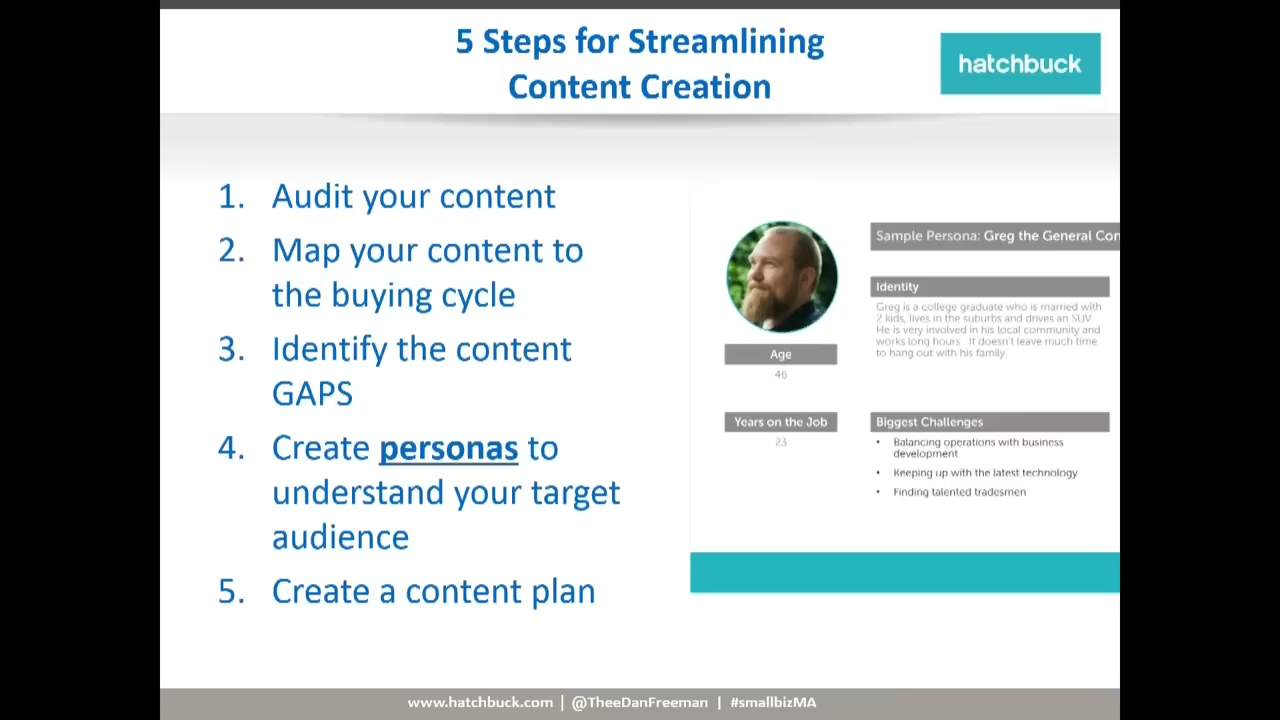 5 Steps for Streamlining
Content Creation
hatchbuck
1. Audit your content
2. Map your content to
the buying cycle
3. Identify the content
GAPS
4. Create personas to
understand your target
audience
5. Create a content plan
Sample Persona: Greg the General Con
Identity
Greg is a college graduate who is married with
2 kids, lives in the suburbs and drives an SUV.
He is very involved in his local community and
works long hours. It doesn't leave much time
to hang out with his family.
Age
46
Years on the Job
23
Biggest Challenges
• Balancing operations with business
development
• Keeping up with the latest technology
• Finding talented tradesmen
www.hatchbuck.com | @TheeDanFreeman | #smallbizMA